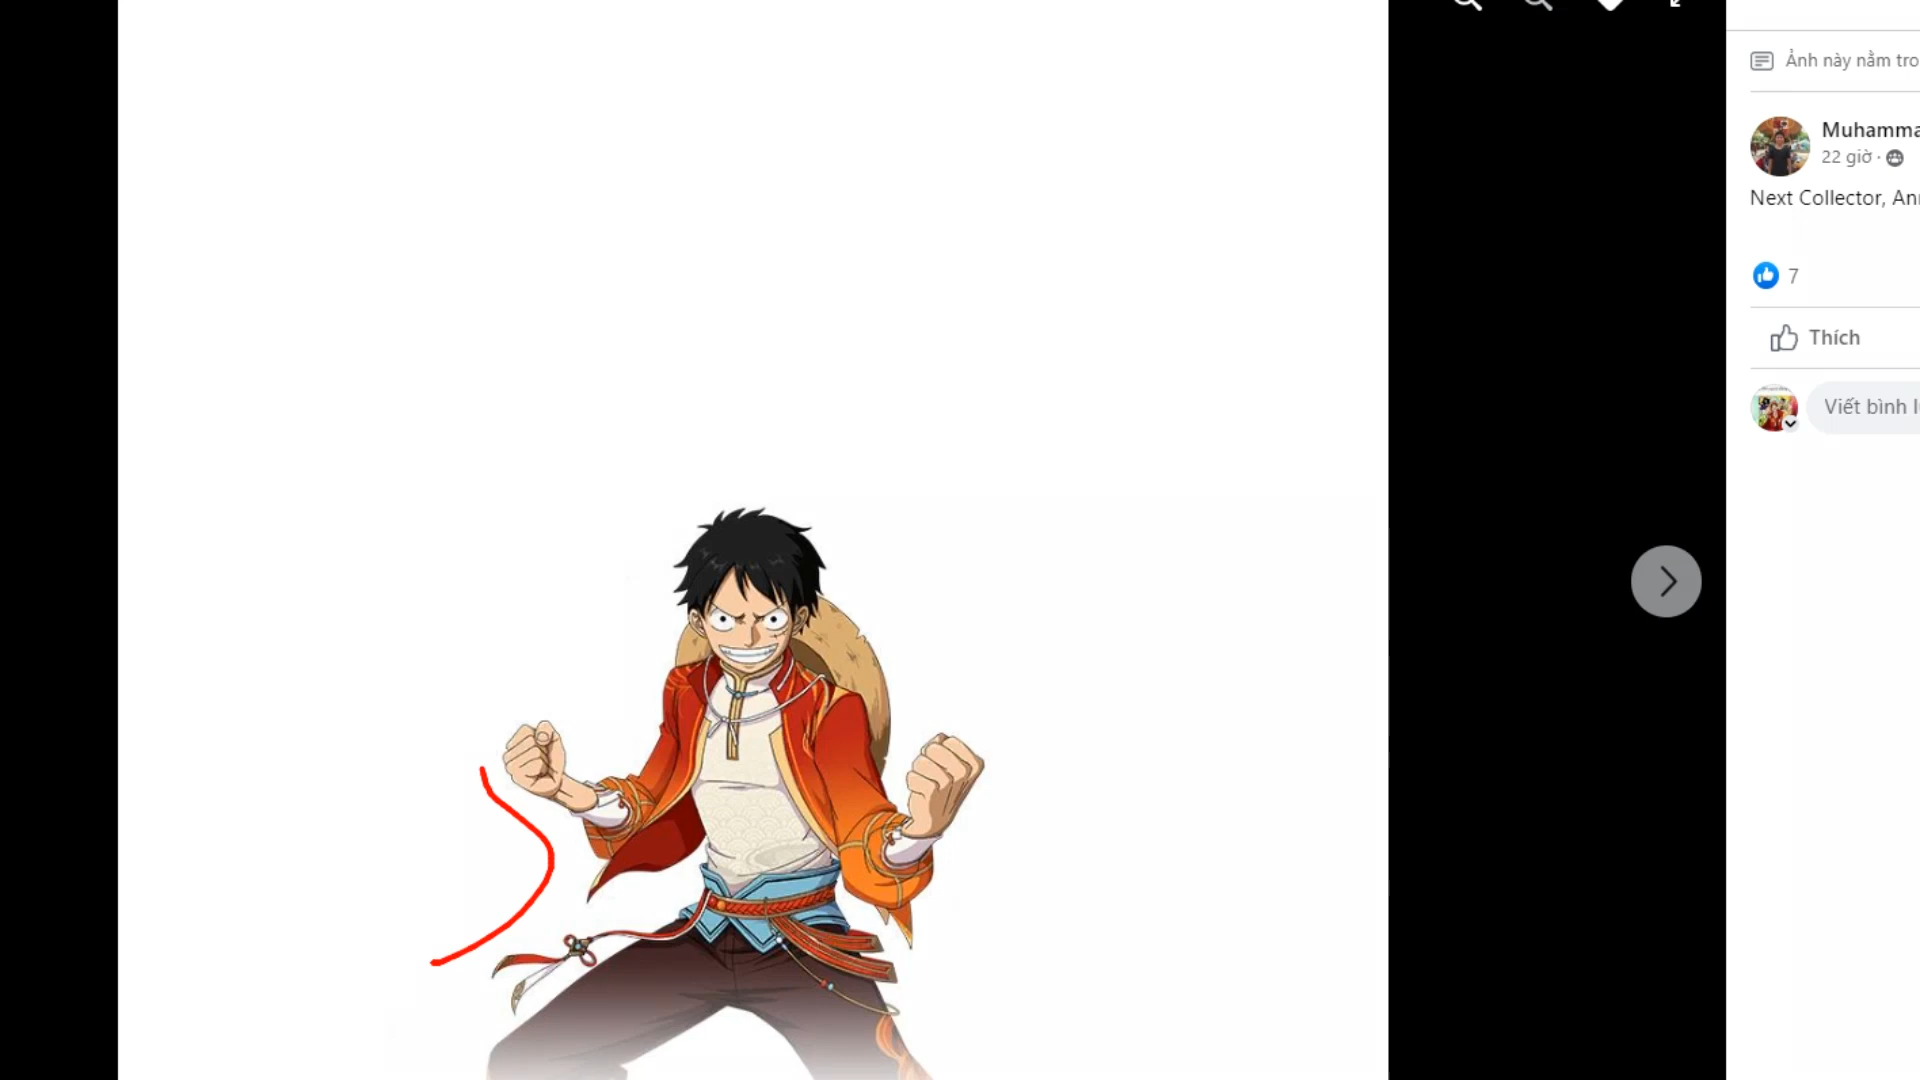 Ảnh này nằm tro
Muhamma
22 giờ ·
Next Collector, An
7
Thích
Viết bình l